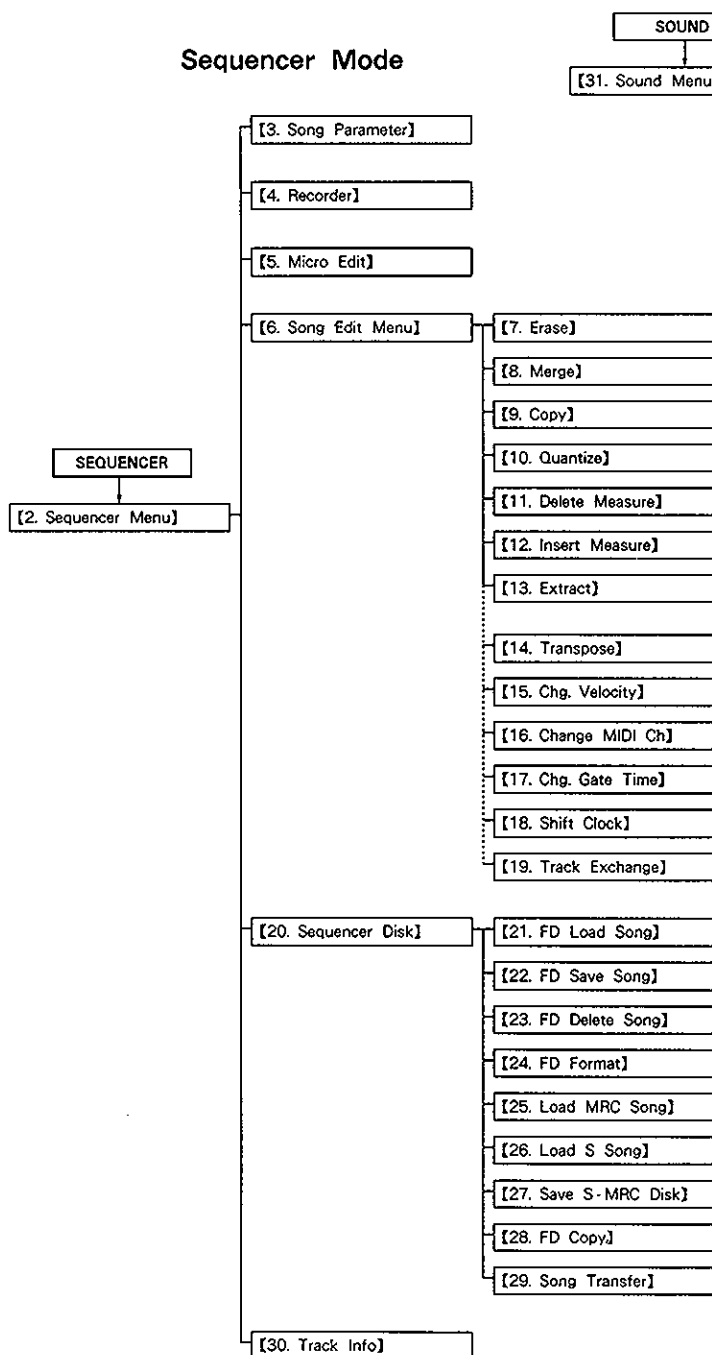 Sequencer Mode
SOUND
【31. Sound Menu
【3. Song Parameter】
【4. Recorder】
【5. Micro Edit】
【6. Song Edit Menu】
【7. Erase】
【8. Merge】
【9. Copy】
【10. Quantize】
SEQUENCER
【2. Sequencer Menu】
【11. Delete Measure】
【12. Insert Measure】
【13. Extract】
【14. Transpose】
【15. Chg. Velocity】
【16. Change MIDI Ch】
【17. Chg. Gate Time】
【18. Shift Clock】
【19. Track Exchange】
【20. Sequencer Disk】
【21. FD Load Song】
【22. FD Save Song】
【23. FD Delete Song】
【24. FD Format】
【25. Load MRC Song】
【26. Load S Song】
【27. Save S-MRC Disk】
【28. FD Copy】
【29. Song Transfer】
【30. Track Info】